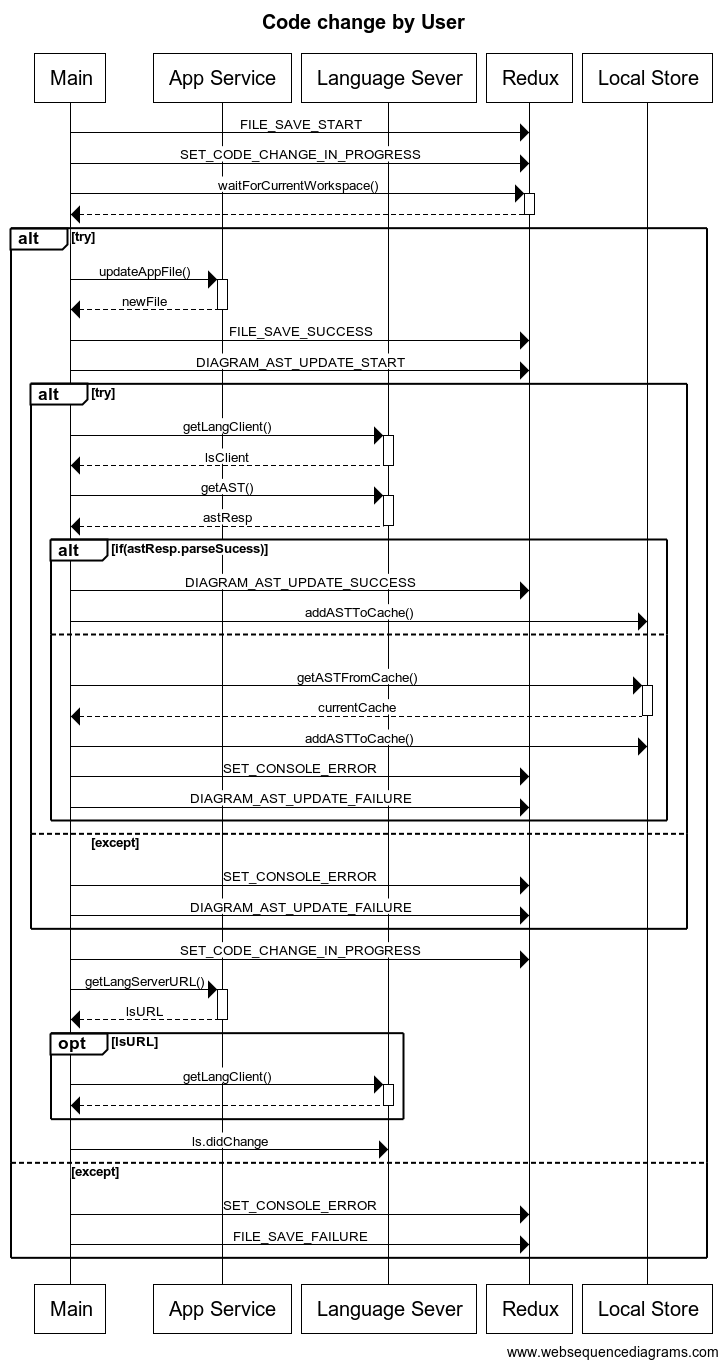 Code change by User
Main
App Service
Language Sever
Redux
Local Store
FILE_SAVE_START
SET_CODE_CHANGE_IN_PROGRESS
waitForCurrentWorkspace()
alt [try]
updateAppFile()
newFile
FILE_SAVE_SUCCESS
DIAGRAM_AST_UPDATE_START
alt [try]
getLangClient()
lsClient
getAST()
astResp
alt [if(astResp.parseSucess)]
DIAGRAM_AST_UPDATE_SUCCESS
addASTToCache()
getASTFromCache()
currentCache
addASTToCache()
SET_CONSOLE_ERROR
DIAGRAM_AST_UPDATE_FAILURE
[except]
SET_CONSOLE_ERROR
DIAGRAM_AST_UPDATE_FAILURE
SET_CODE_CHANGE_IN_PROGRESS
getLangServerURL()
lsURL
opt [lsURL]
getLangClient()
ls.didChange
[except]
SET_CONSOLE_ERROR
FILE_SAVE_FAILURE
Main
App Service
Language Sever
Redux
Local Store
www.websequencediagrams.com